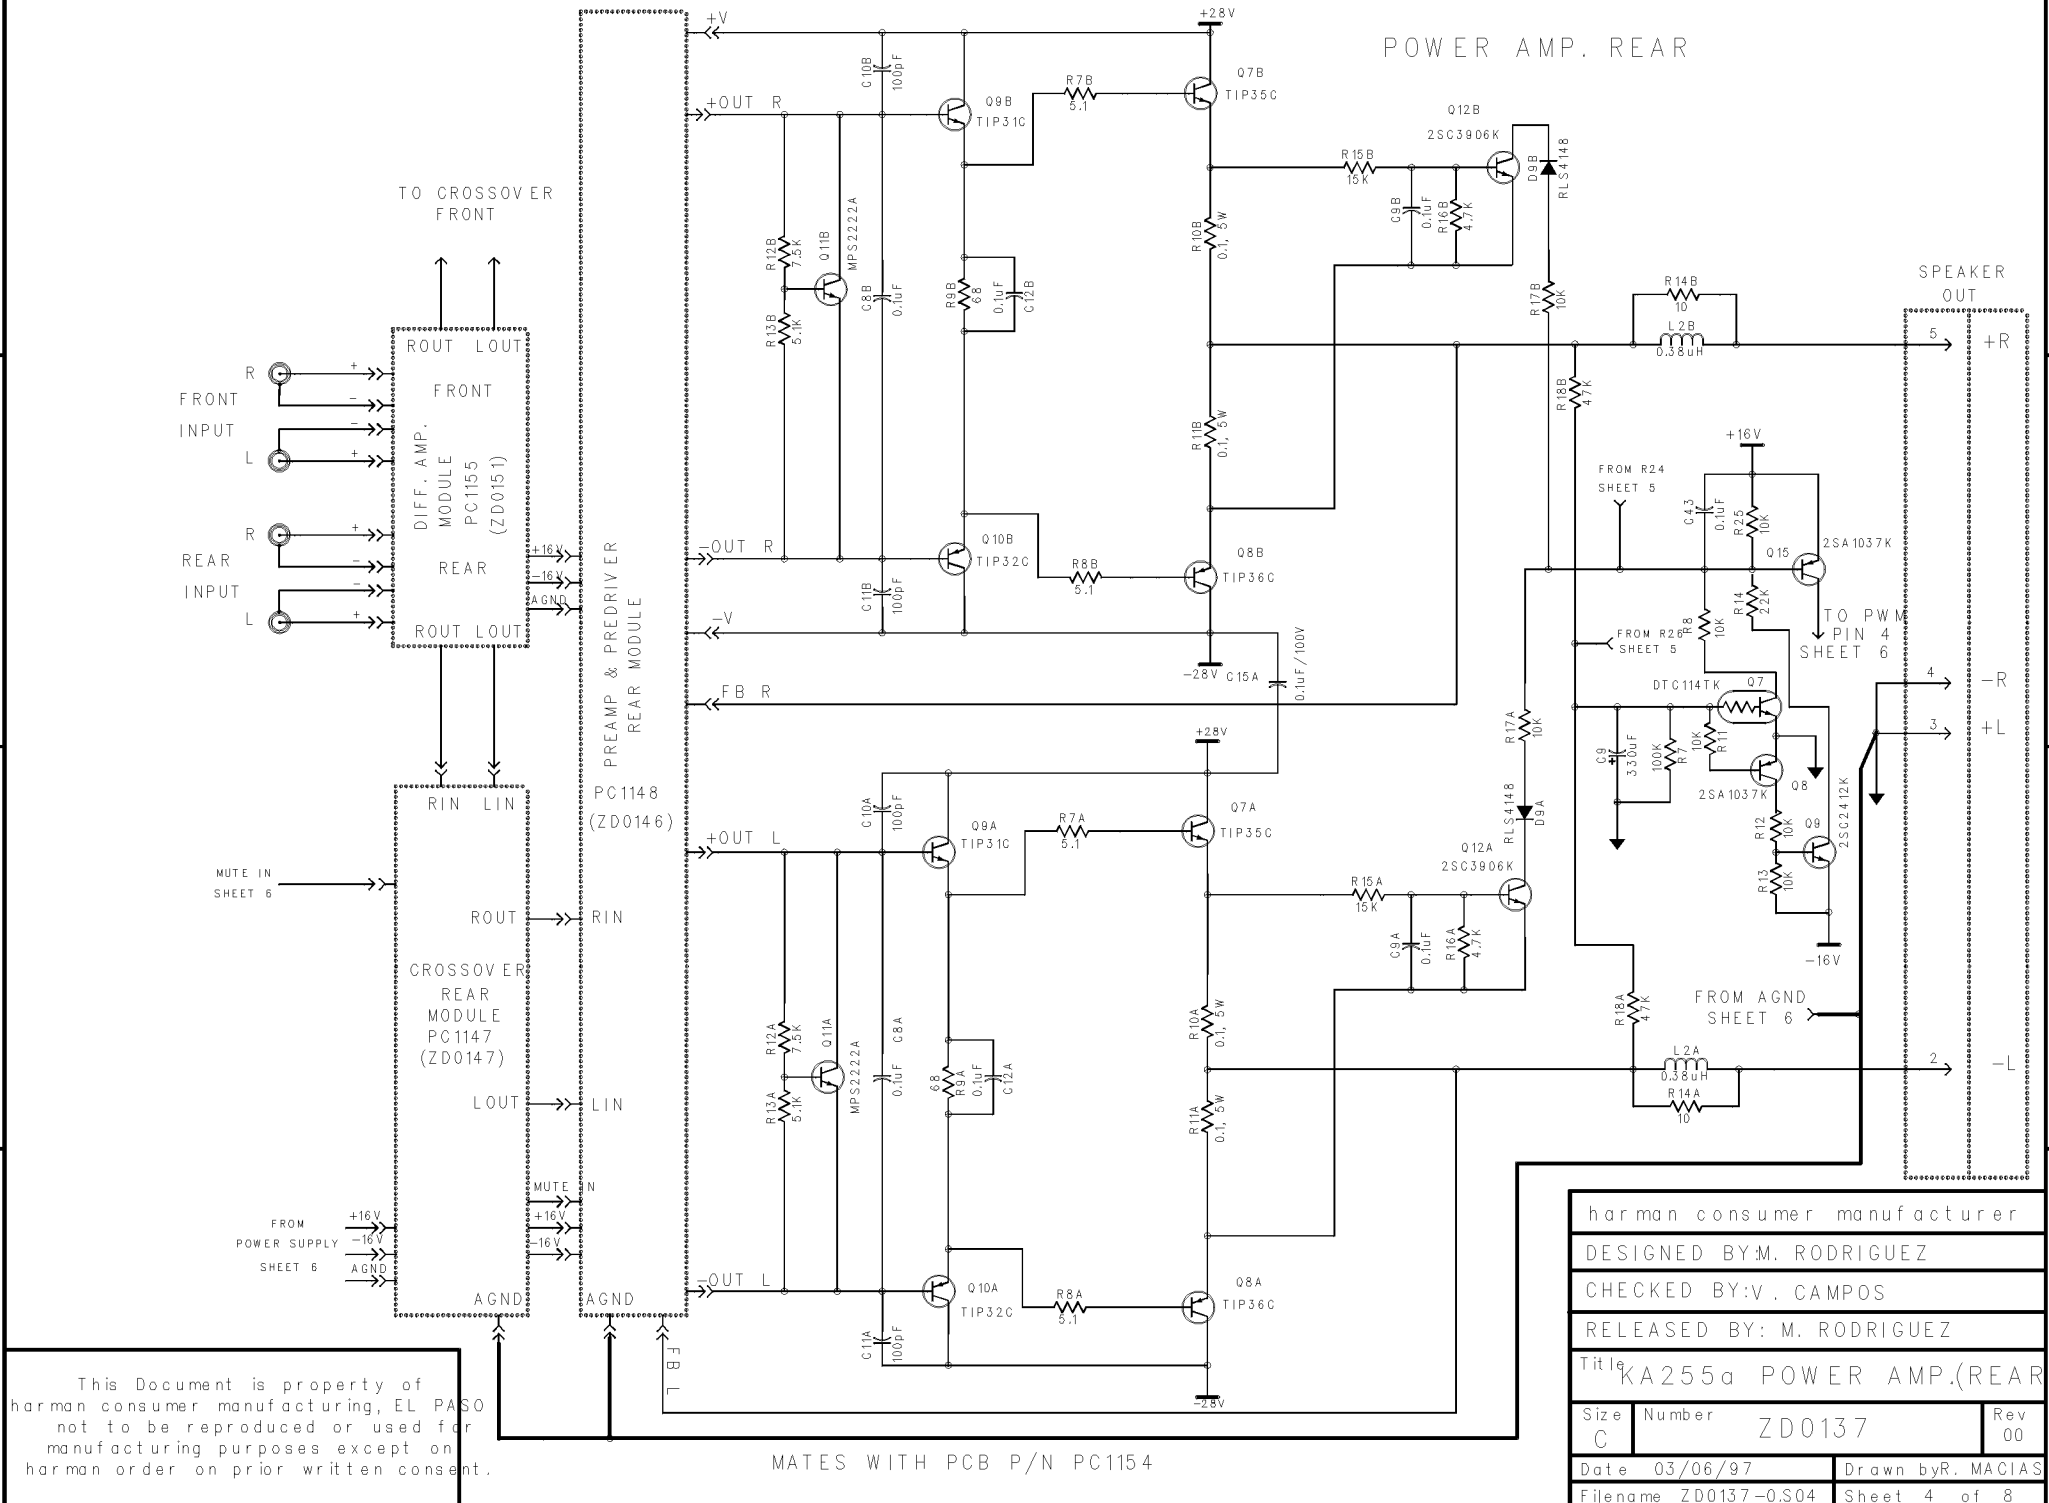 POWER AMP. REAR
+V
+28V
C10B
100pF
+OUT R
Q9B
TIP31C
R7B
5.1
Q7B
TIP35C
Q12B
2SC3906K
D9B
RLS4148
R15B
15K
C9B
0.1uF
R16B
4.7K
TO CROSSOVER
FRONT
R12B
7.5K
Q11B
MPS2222A
R13B
5.1K
C8B
0.1uF
R9B
68
0.1uF
C12B
R10B
0.1, 5W
R17B
10K
R14B
10
L2B
0.38uH
SPEAKER
OUT
5
+R
ROUT LOUT
FRONT
DIFF. AMP.
MODULE
PC1155
(ZD0151)
REAR
ROUT LOUT
R
FRONT
INPUT
L
+
-
-
+
R
REAR
INPUT
L
+
-
-
+
+16V
-16V
AGND
R11B
0.1, 5W
R18B
47K
FROM R24
SHEET 5
+16V
C43
0.1uF
R25
10K
Q15
2SA1037K
-OUT R
Q10B
TIP32C
R8B
5.1
Q8B
TIP36C
C11B
100pF
-V
-28V
C15A
0.1uF/100V
FB R
R14
22K
R8
10K
TO PWM
PIN 4
SHEET 6
FROM R26
SHEET 5
DTC114TK
Q7
4
-R
3
+L
R17A
10K
C9
330uF
+
100K
R7
10K
R11
2SA1037K
Q8
R12
10K
Q9
2SC2412K
R13
10K
-16V
PREAMP & PREDRIVER
REAR MODULE
PC1148
(ZD0146)
+28V
C10A
100pF
+OUT L
Q9A
TIP31C
R7A
5.1
Q7A
TIP35C
RLS4148
D9A
Q12A
2SC3906K
R15A
15K
C9A
0.1uF
R16A
4.7K
RIN LIN
MUTE IN
SHEET 6
ROUT
RIN
CROSSOVER
REAR
MODULE
PC1147
(ZD0147)
LOUT
LIN
R12A
7.5K
Q11A
MPS2222A
R13A
5.1K
C8A
0.1uF
68
R9A
0.1uF
C12A
R10A
0.1, 5W
R11A
0.1, 5W
R18A
47K
FROM AGND
SHEET 6
L2A
0.38uH
R14A
10
2
-L
MUTE IN
+16V
-16V
FROM
POWER SUPPLY
SHEET 6
+16V
-16V
AGND
AGND
AGND
-OUT L
Q10A
TIP32C
R8A
5.1
Q8A
TIP36C
C11A
100pF
FB L
-28V
MATES WITH PCB P/N PC1154
This Document is property of
harman consumer manufacturing, EL PASO
not to be reproduced or used for
manufacturing purposes except on
harman order on prior written consent.
harman consumer manufacturer
DESIGNED BY:M. RODRIGUEZ
CHECKED BY:V. CAMPOS
RELEASED BY: M. RODRIGUEZ
Title KA255a POWER AMP.(REAR
Size C
Number ZD0137
Rev 00
Date 03/06/97
Drawn byR. MACIAS
Filename ZD0137-0.S04
Sheet 4 of 8